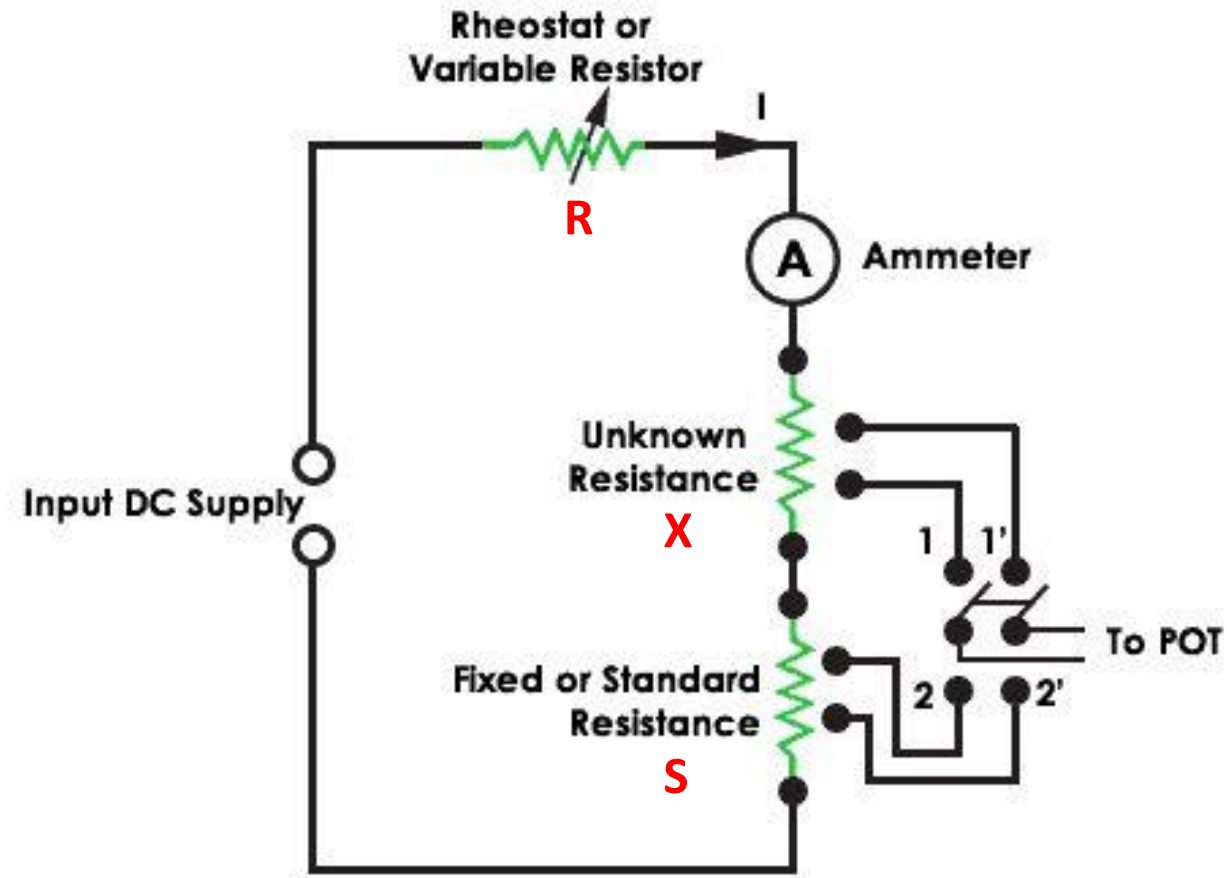 Rheostat or
Variable Resistor
I
R
A
Ammeter
Unknown
Resistance
X
Input DC Supply
1 1'
To POT
Fixed or Standard
Resistance
2 2'
S